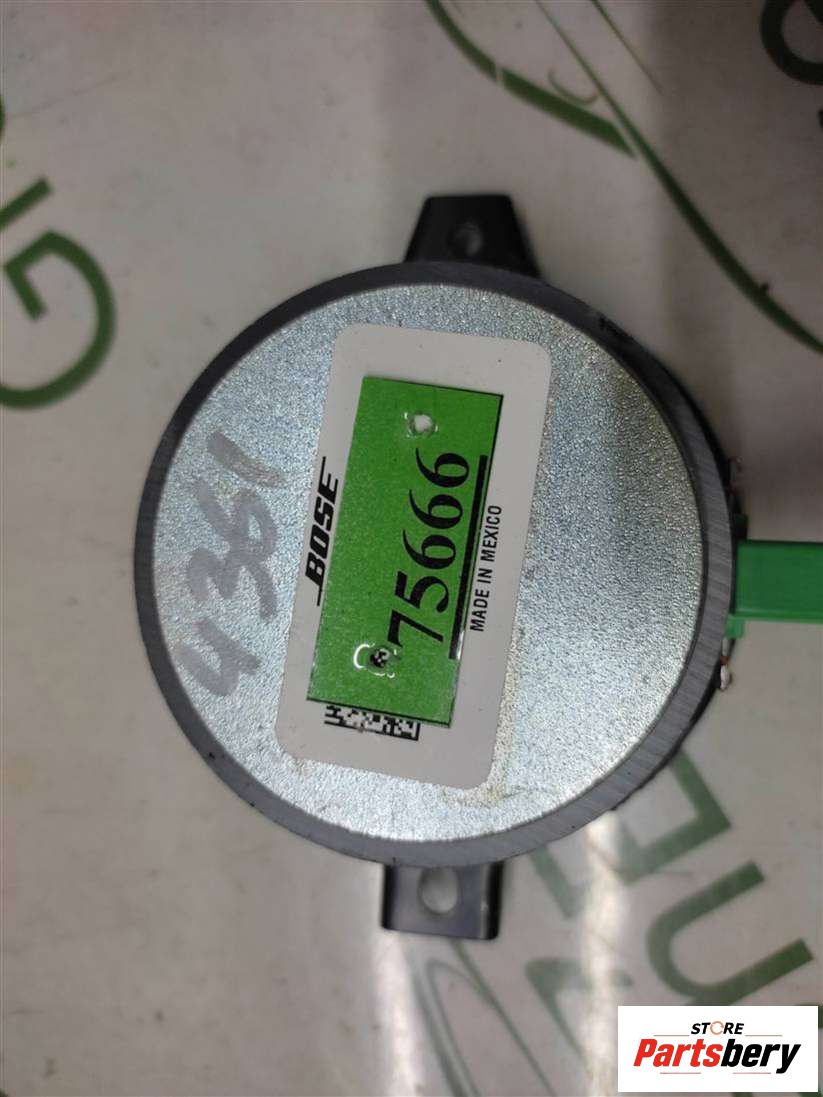 4361
BOSE
75666
MADE IN MEXICO
STORE
Partsbery